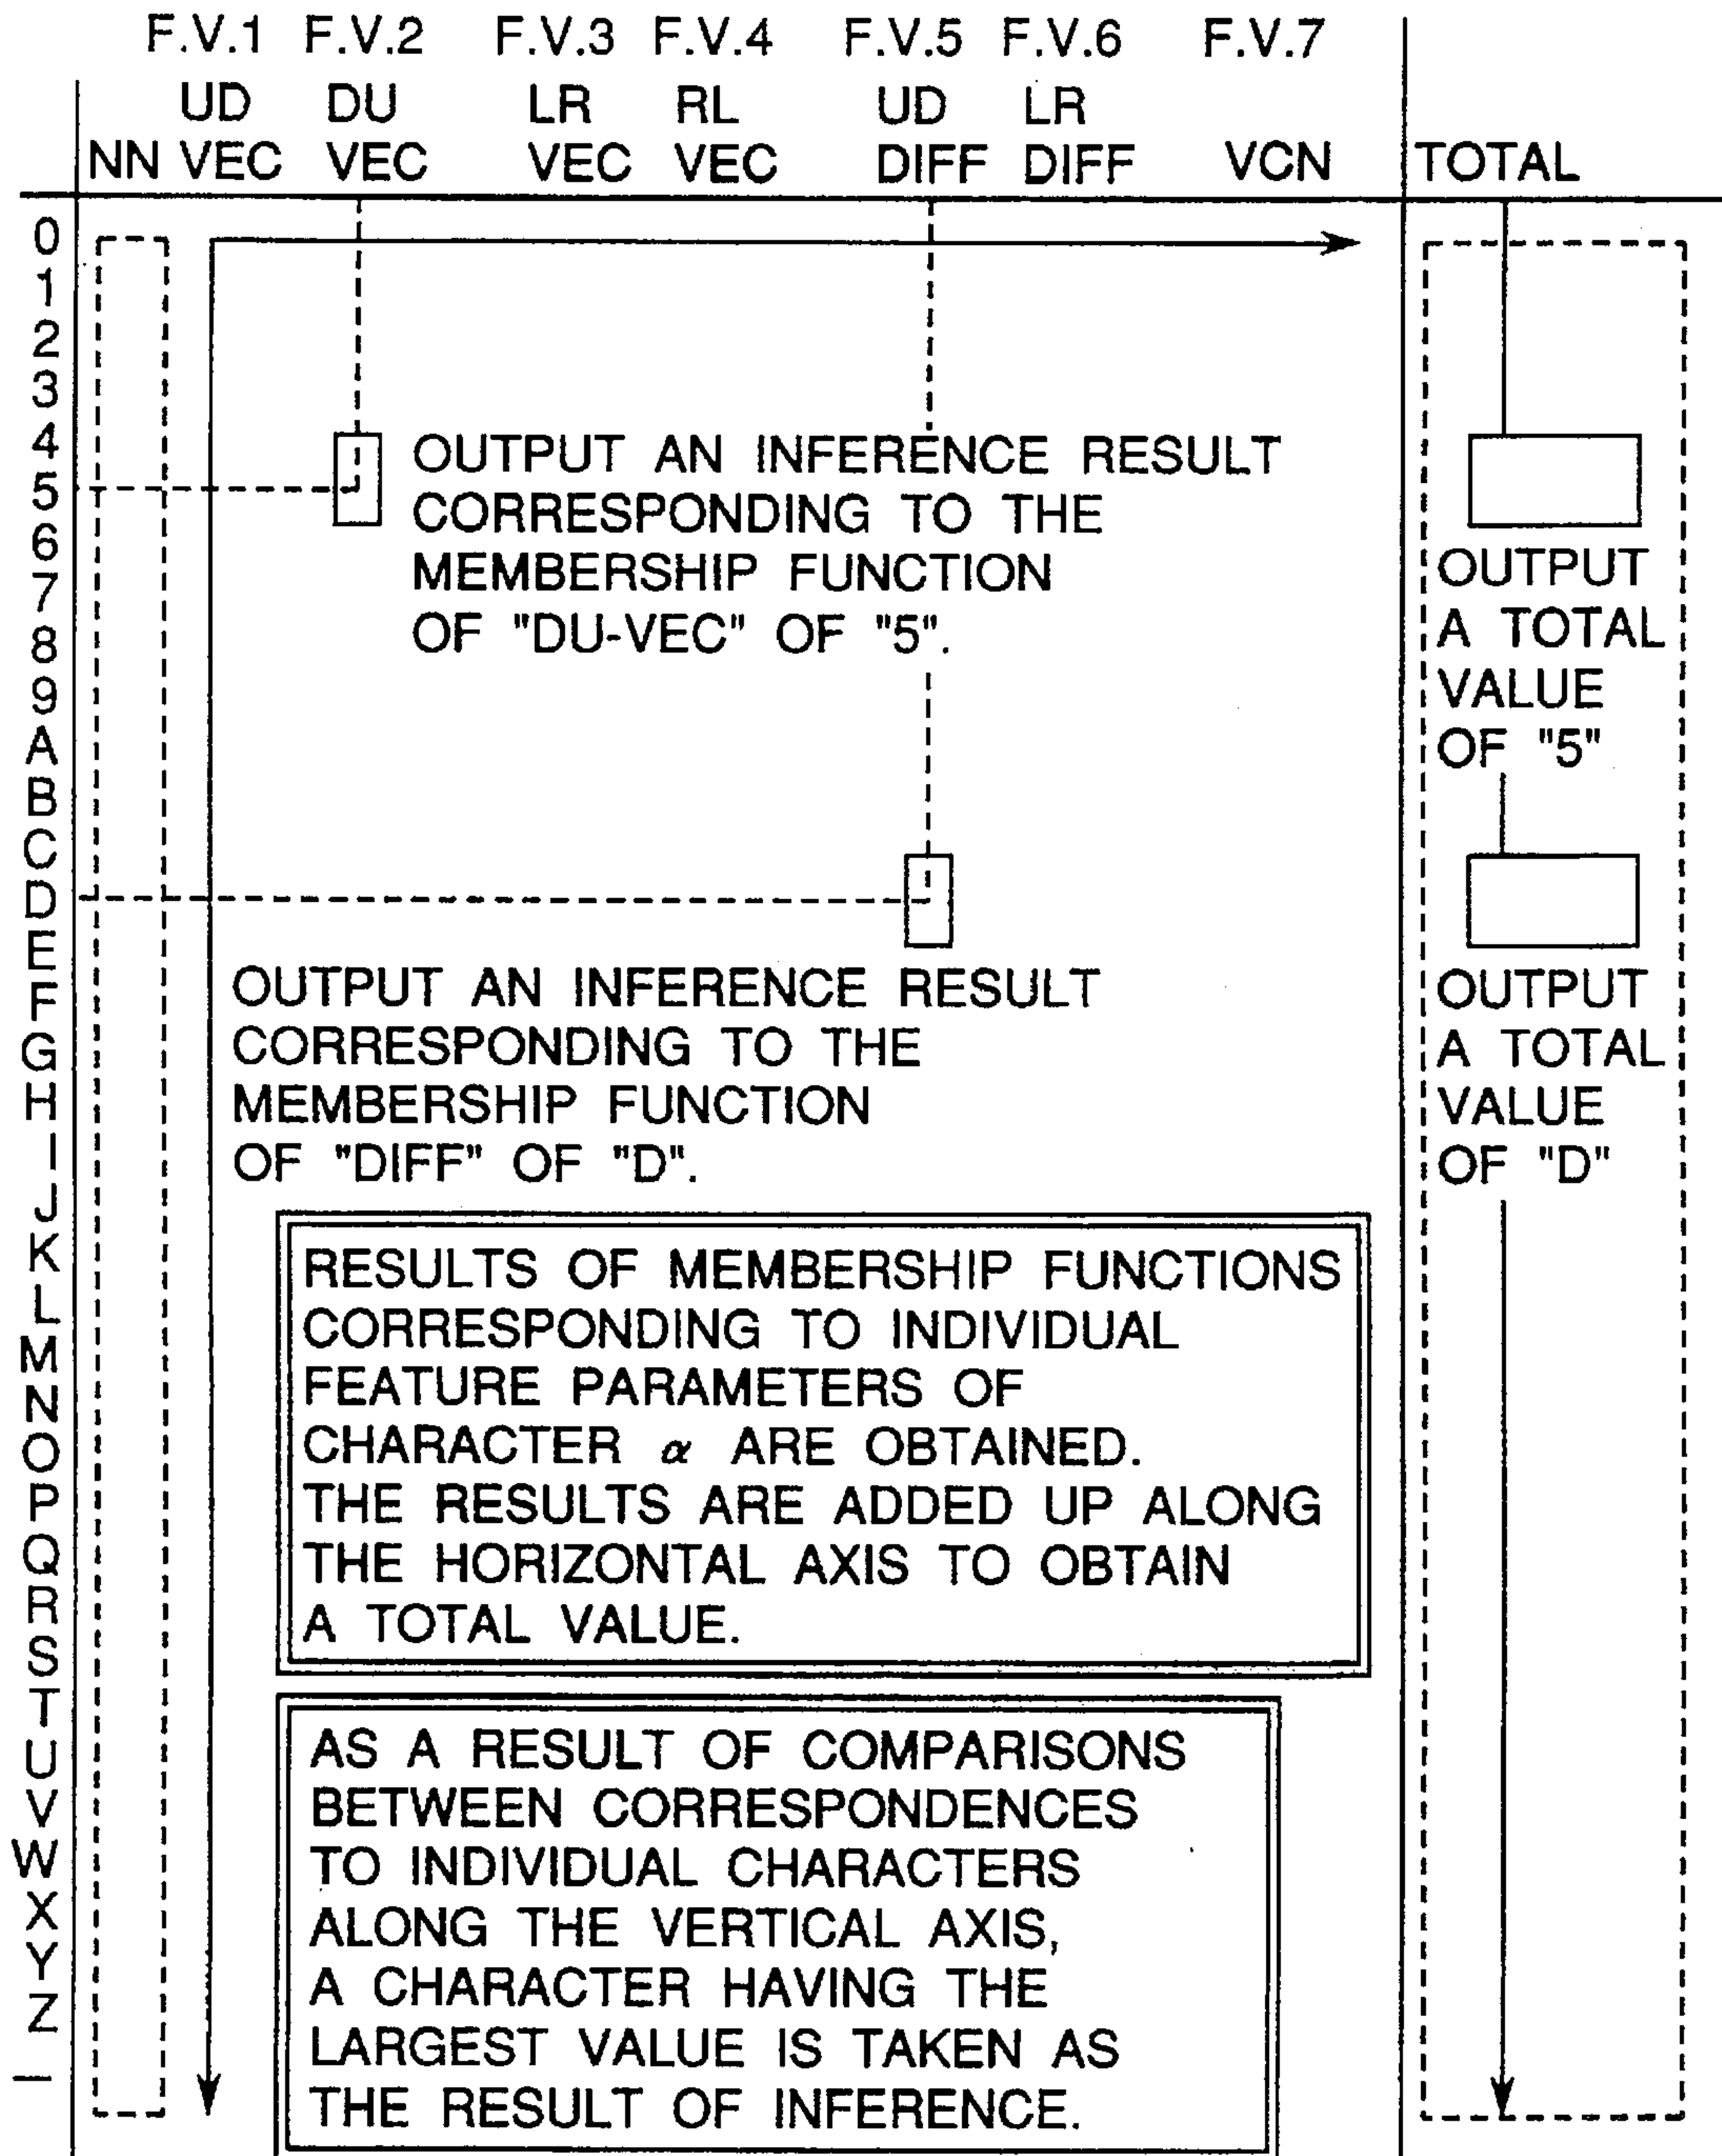 F.V.1 F.V.2 F.V.3 F.V.4 F.V.5 F.V.6 F.V.7
UD DU LR RL UD LR
NN VEC VEC VEC VEC DIFF DIFF VCN TOTAL
0
1
2
3
4
5
6
7
8
9
A
B
C
D
E
F
G
H
I
J
K
L
M
N
O
P
Q
R
S
T
U
V
W
X
Y
Z
—
OUTPUT AN INFERENCE RESULT
CORRESPONDING TO THE
MEMBERSHIP FUNCTION
OF "DU-VEC" OF "5".
OUTPUT
A TOTAL
VALUE
OF "5"
OUTPUT AN INFERENCE RESULT
CORRESPONDING TO THE
MEMBERSHIP FUNCTION
OF "DIFF" OF "D".
OUTPUT
A TOTAL
VALUE
OF "D"
RESULTS OF MEMBERSHIP FUNCTIONS
CORRESPONDING TO INDIVIDUAL
FEATURE PARAMETERS OF
CHARACTER α ARE OBTAINED.
THE RESULTS ARE ADDED UP ALONG
THE HORIZONTAL AXIS TO OBTAIN
A TOTAL VALUE.
AS A RESULT OF COMPARISONS
BETWEEN CORRESPONDENCES
TO INDIVIDUAL CHARACTERS
ALONG THE VERTICAL AXIS,
A CHARACTER HAVING THE
LARGEST VALUE IS TAKEN AS
THE RESULT OF INFERENCE.